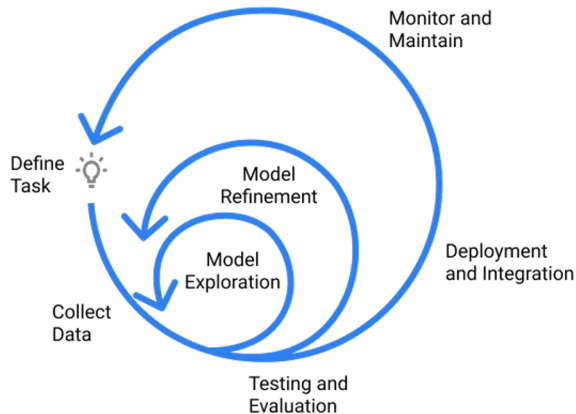 Monitor and
Maintain
Define
Task
Model
Refinement
Model
Exploration
Deployment
and Integration
Collect
Data
Testing and
Evaluation